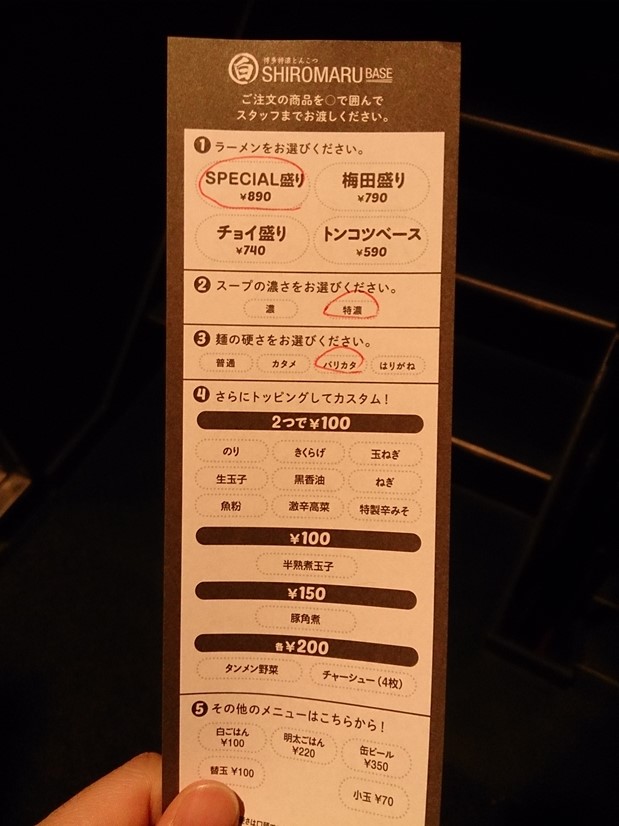 白 博多特濃とんこつ
SHIROMARU BASE
ご注文の商品を○で囲んで
スタッフまでお渡しください。
1 ラーメンをお選びください。
SPECIAL盛り 梅田盛り
¥890 ¥790
チョイ盛り トンコツベース
¥740 ¥590
2 スープの濃さをお選びください。
濃 特濃
3 麺の硬さをお選びください。
普通 カタメ バリカタ はりがね
4 さらにトッピングしてカスタム!
2つで¥100
のり きくらげ 玉ねぎ
生玉子 黒香油 ねぎ
魚粉 激辛高菜 特製辛みそ
¥100
半熟煮玉子
¥150
豚角煮
各¥200
タンメン野菜 チャーシュー(4枚)
5 その他のメニューはこちらから!
白ごはん 明太ごはん 缶ビール
¥100 ¥220 ¥350
替玉 ¥100 小玉 ¥70